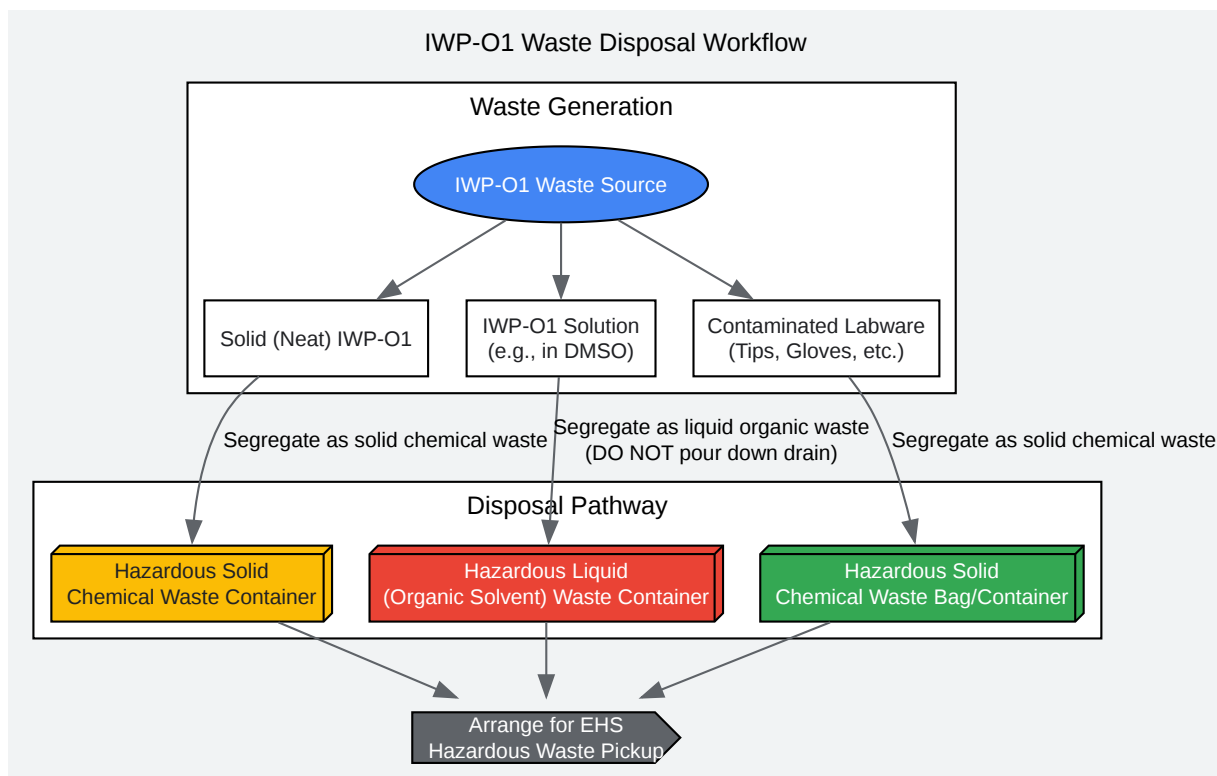 IWP-O1 Waste Disposal Workflow
Waste Generation
IWP-O1 Waste Source
Solid (Neat) IWP-O1
IWP-O1 Solution
(e.g., in DMSO)
Contaminated Labware
(Tips, Gloves, etc.)
Segregate as solid chemical waste
Segregate as liquid organic waste
(DO NOT pour down drain)
Segregate as solid chemical waste
Disposal Pathway
Hazardous Solid
Chemical Waste Container
Hazardous Liquid
(Organic Solvent) Waste Container
Hazardous Solid
Chemical Waste Bag/Container
Arrange for EHS
Hazardous Waste Pickup